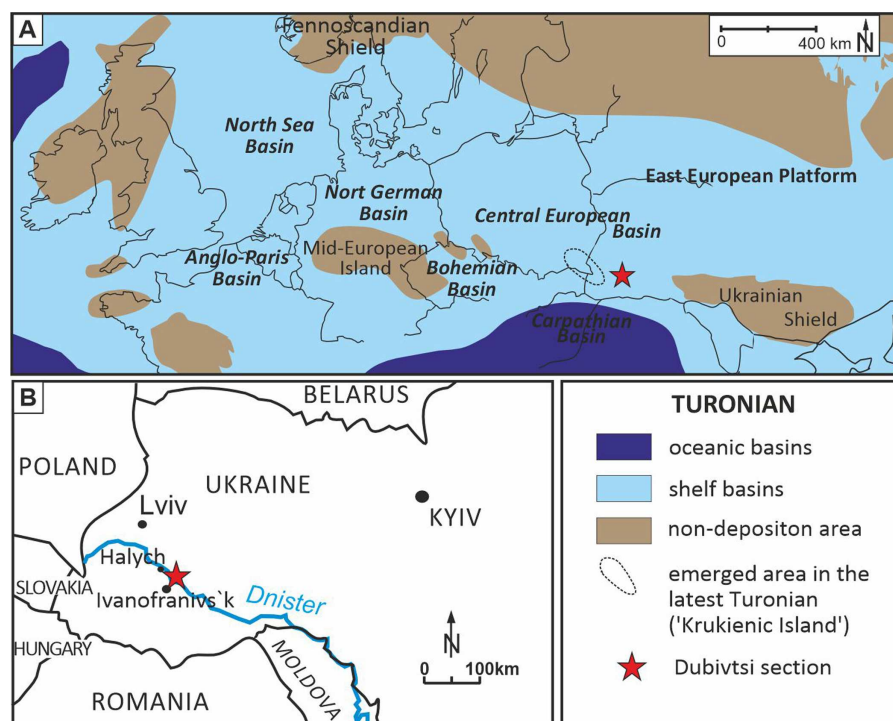 A
Fennoscandian
Shield
0
400 km
N
North Sea
Basin
Nort German
Basin
East European Platform
Central European
Basin
Anglo-Paris
Basin
Mid-European
Island
Bohemian
Basin
Ukrainian
Shield
Carpathian
Basin
B
BELARUS
POLAND
UKRAINE
Lviv
KYIV
Halych
SLOVAKIA
Ivanofranivs`k
Dnister
HUNGARY
MOLDOVA
N
0
100km
ROMANIA
TURONIAN
oceanic basins
shelf basins
non-depositon area
emerged area in the
latest Turonian
('Krukienic Island')
Dubivtsi section